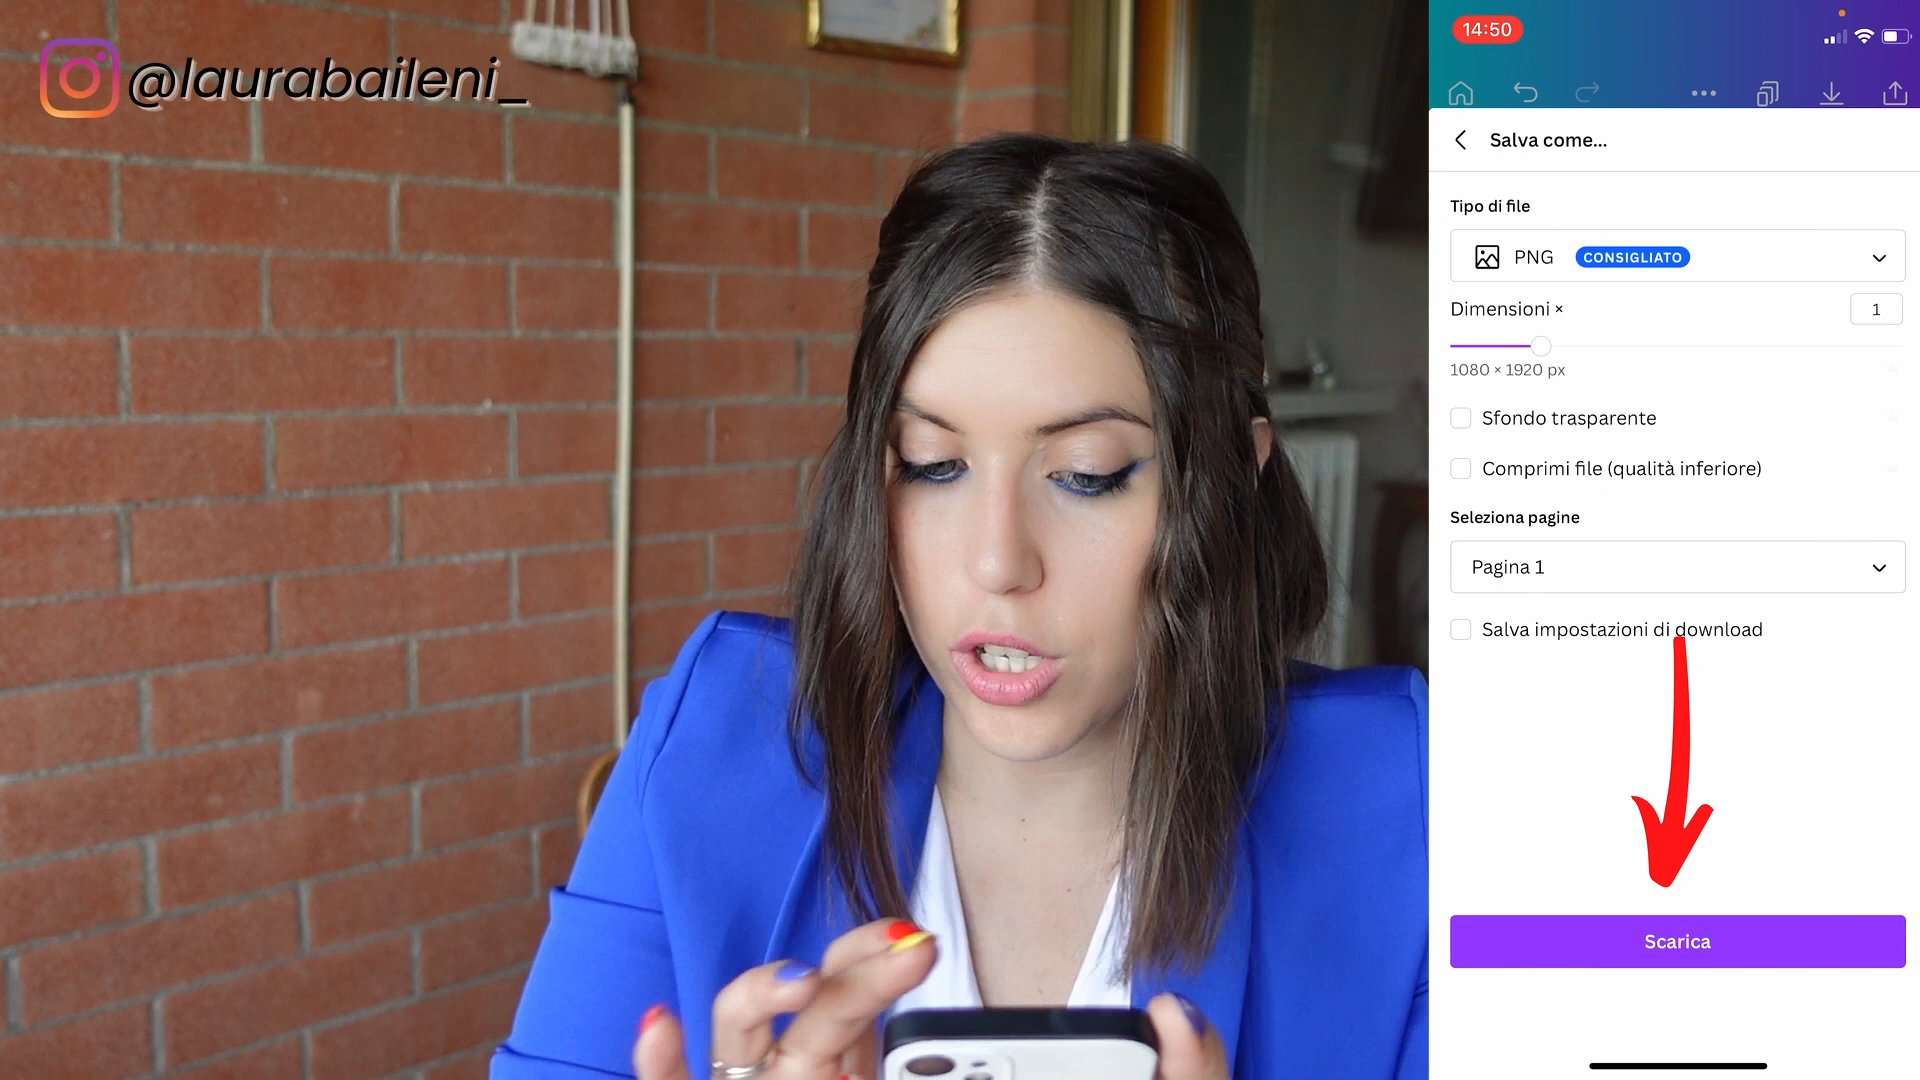 @laurabaileni_
14:50
Salva come...
Tipo di file
PNG CONSIGLIATO
Dimensioni × 1
1080 × 1920 px
Sfondo trasparente
Comprimi file (qualità inferiore)
Seleziona pagine
Pagina 1
Salva impostazioni di download
Scarica